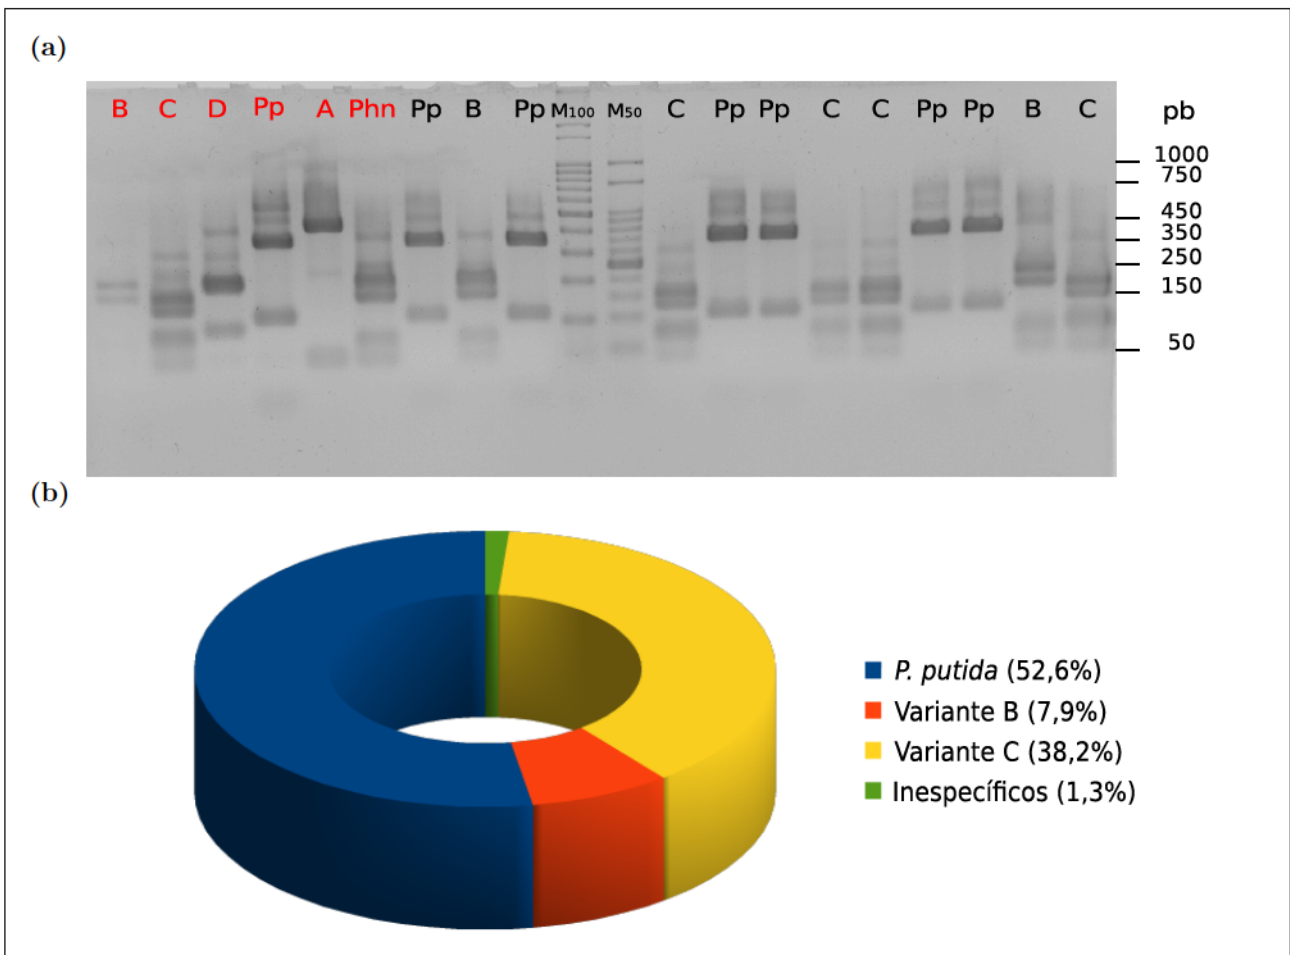 (a)
B C D Pp A Phn Pp B Pp M100 M50 C Pp Pp C C Pp Pp B C pb
1000
750
450
350
250
150
50
(b)
P. putida (52,6%)
Variante B (7,9%)
Variante C (38,2%)
Inespecíficos (1,3%)